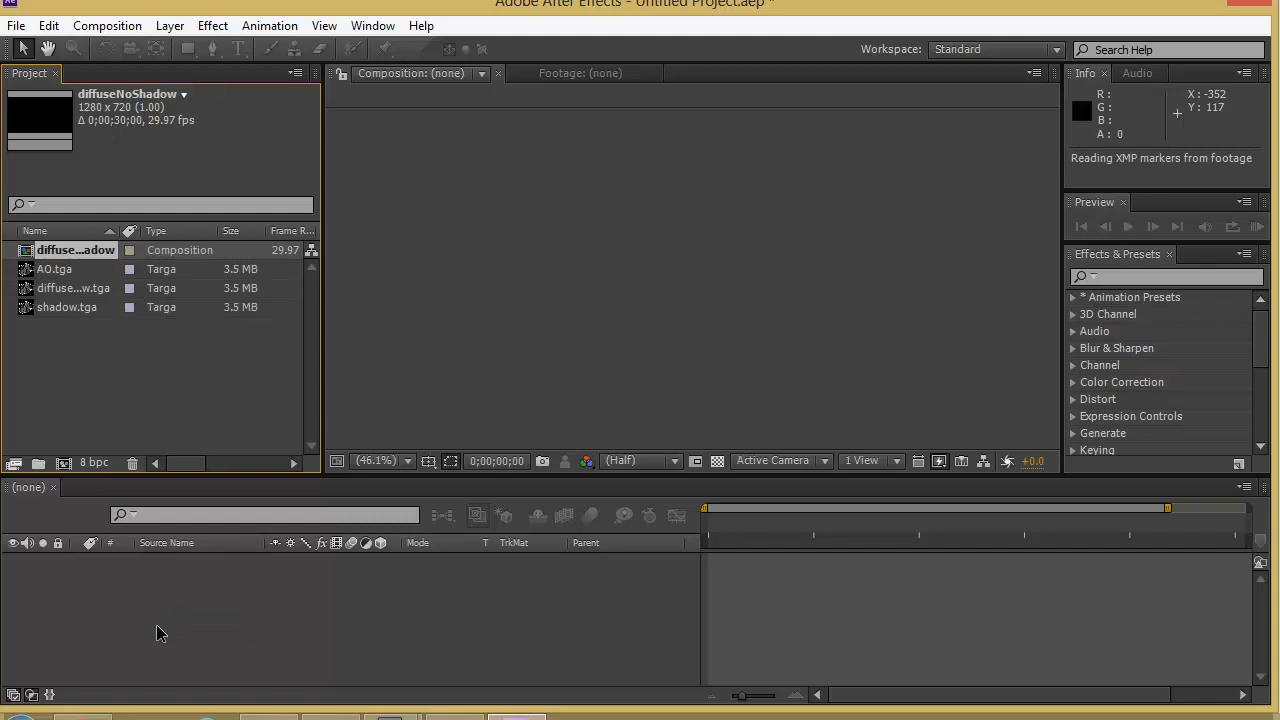 Adobe After Effects - Untitled Project.aep *
File Edit Composition Layer Effect Animation View Window Help
Workspace: Standard Search Help
Project Composition: (none) Footage: (none) Info Audio
diffuseNoShadow
1280 x 720 (1.00)
Δ 0;00;30;00, 29.97 fps
R :
G :
B :
A : 0
X : -352
Y : 117
Reading XMP markers from footage
Preview
Name Type Size Frame R...
diffuse...adow Composition 29.97
AO.tga Targa 3.5 MB
diffuse...w.tga Targa 3.5 MB
shadow.tga Targa 3.5 MB
Effects & Presets
* Animation Presets
3D Channel
Audio
Blur & Sharpen
Channel
Color Correction
Distort
Expression Controls
Generate
Keying
8 bpc
(46.1%) 0;00;00;00 (Half) Active Camera 1 View +0.0
(none)
# Source Name fx Mode T TrkMat Parent